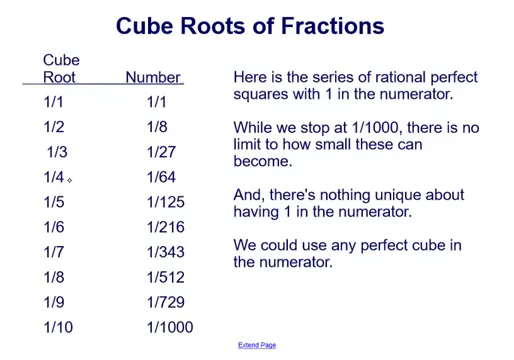 Cube Roots of Fractions
Cube
Root Number
1/1 1/1
1/2 1/8
1/3 1/27
1/4 1/64
1/5 1/125
1/6 1/216
1/7 1/343
1/8 1/512
1/9 1/729
1/10 1/1000
Here is the series of rational perfect
squares with 1 in the numerator.
While we stop at 1/1000, there is no
limit to how small these can
become.
And, there's nothing unique about
having 1 in the numerator.
We could use any perfect cube in
the numerator.
Extend Page